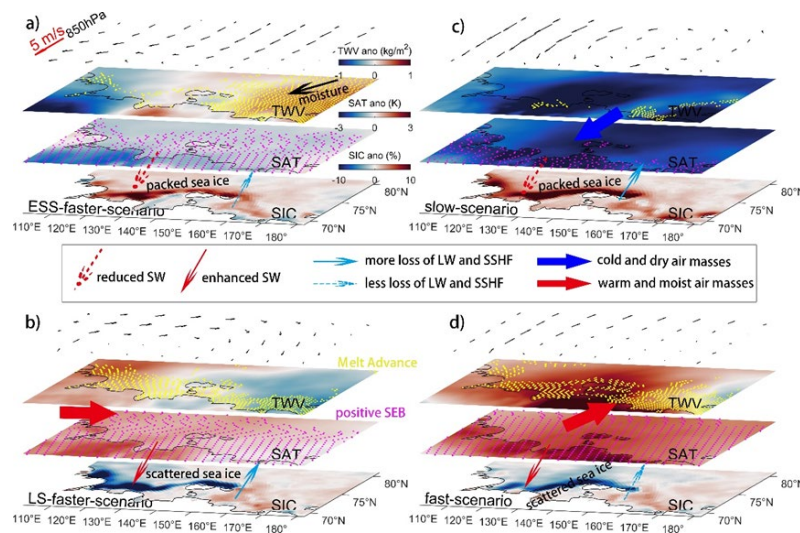 a)
5 m/s 850hPa
TWV ano (kg/m²)
-1 0 1
moisture
TWV
SAT ano (K)
-3 0 3
SAT
SIC ano (%)
-10 0 10
packed sea ice
ESS-faster-scenario
SIC
80°N
75°N
70°N
110°E 120°E 130°E 140°E 150°E 160°E 170°E 180°E
c)
TWV
SAT
packed sea ice
slow-scenario
SIC
80°N
75°N
70°N
110°E 120°E 130°E 140°E 150°E 160°E 170°E 180°E
reduced SW
enhanced SW
more loss of LW and SSHF
less loss of LW and SSHF
cold and dry air masses
warm and moist air masses
b)
Melt Advance
TWV
positive SEB
SAT
scattered sea ice
LS-faster-scenario
SIC
80°N
75°N
70°N
110°E 120°E 130°E 140°E 150°E 160°E 170°E 180°E
d)
TWV
SAT
scattered sea ice
fast-scenario
SIC
80°N
75°N
70°N
110°E 120°E 130°E 140°E 150°E 160°E 170°E 180°E